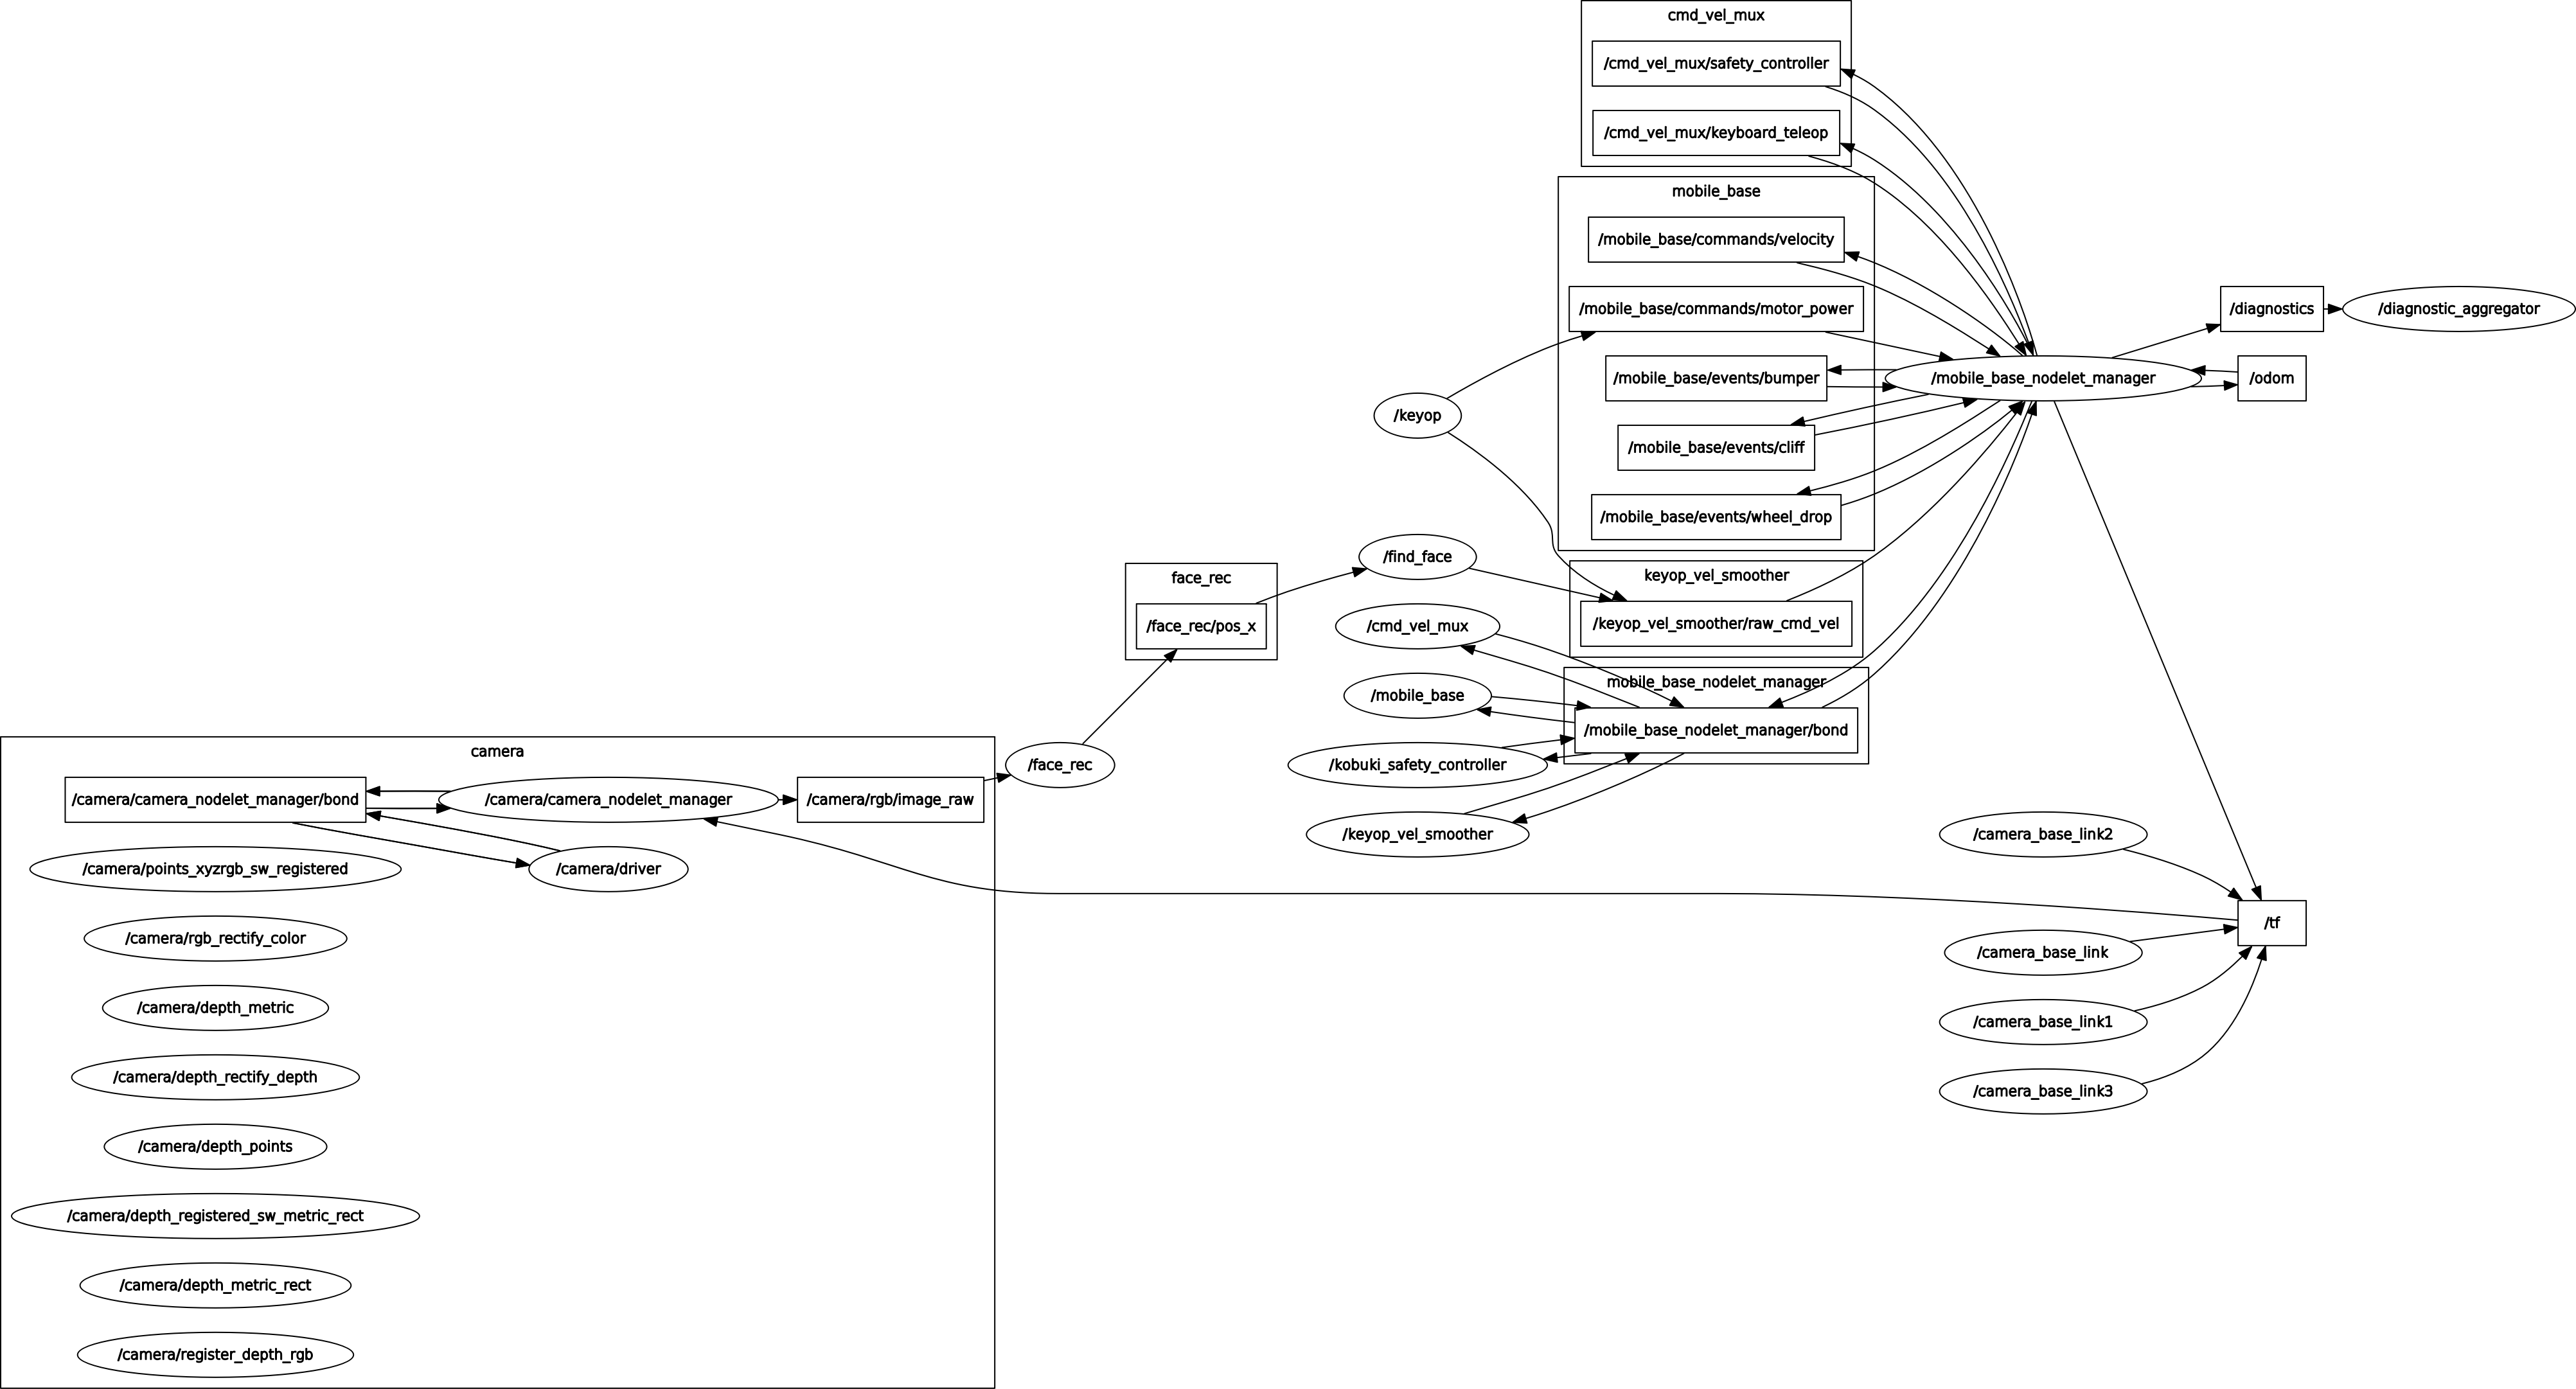 cmd_vel_mux
/cmd_vel_mux/safety_controller
/cmd_vel_mux/keyboard_teleop
mobile_base
/mobile_base/commands/velocity
/mobile_base/commands/motor_power
/mobile_base/events/bumper
/mobile_base/events/cliff
/mobile_base/events/wheel_drop
/mobile_base_nodelet_manager
/diagnostics
/diagnostic_aggregator
/odom
/keyop
/find_face
keyop_vel_smoother
/keyop_vel_smoother/raw_cmd_vel
face_rec
/face_rec/pos_x
/cmd_vel_mux
/mobile_base
mobile_base_nodelet_manager
/mobile_base_nodelet_manager/bond
/kobuki_safety_controller
/keyop_vel_smoother
/face_rec
camera
/camera/camera_nodelet_manager/bond
/camera/camera_nodelet_manager
/camera/rgb/image_raw
/camera/points_xyzrgb_sw_registered
/camera/driver
/camera/rgb_rectify_color
/camera/depth_metric
/camera/depth_rectify_depth
/camera/depth_points
/camera/depth_registered_sw_metric_rect
/camera/depth_metric_rect
/camera/register_depth_rgb
/camera_base_link2
/tf
/camera_base_link
/camera_base_link1
/camera_base_link3